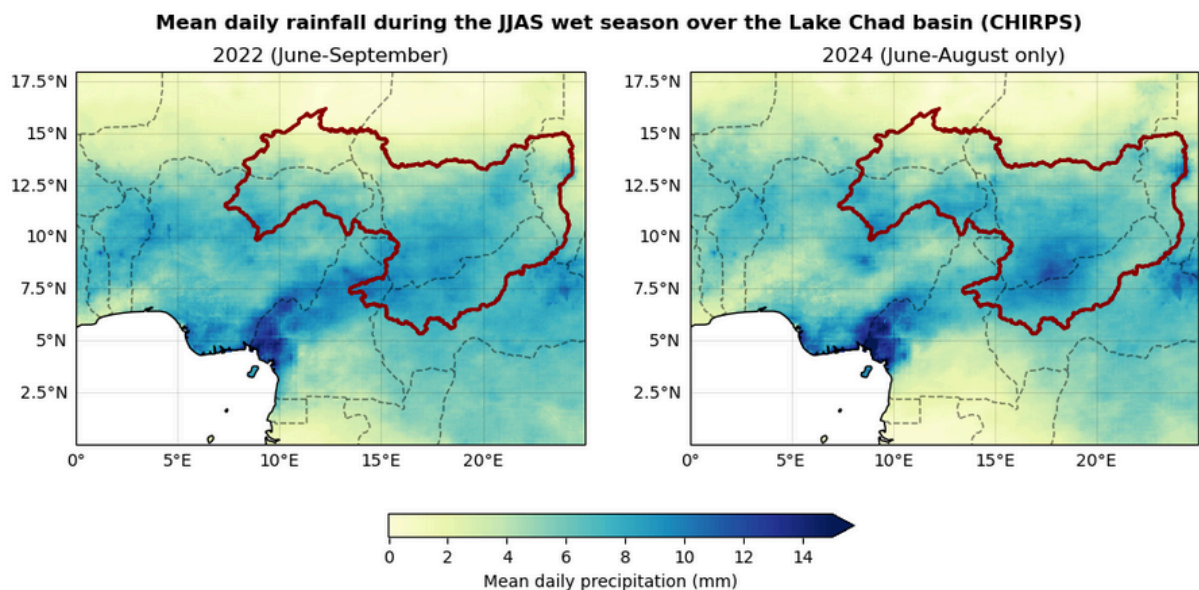 Mean daily rainfall during the JJAS wet season over the Lake Chad basin (CHIRPS)
2022 (June-September)
2024 (June-August only)
17.5°N
15°N
12.5°N
10°N
7.5°N
5°N
2.5°N
0°
5°E
10°E
15°E
20°E
17.5°N
15°N
12.5°N
10°N
7.5°N
5°N
2.5°N
0°
5°E
10°E
15°E
20°E
0 2 4 6 8 10 12 14
Mean daily precipitation (mm)